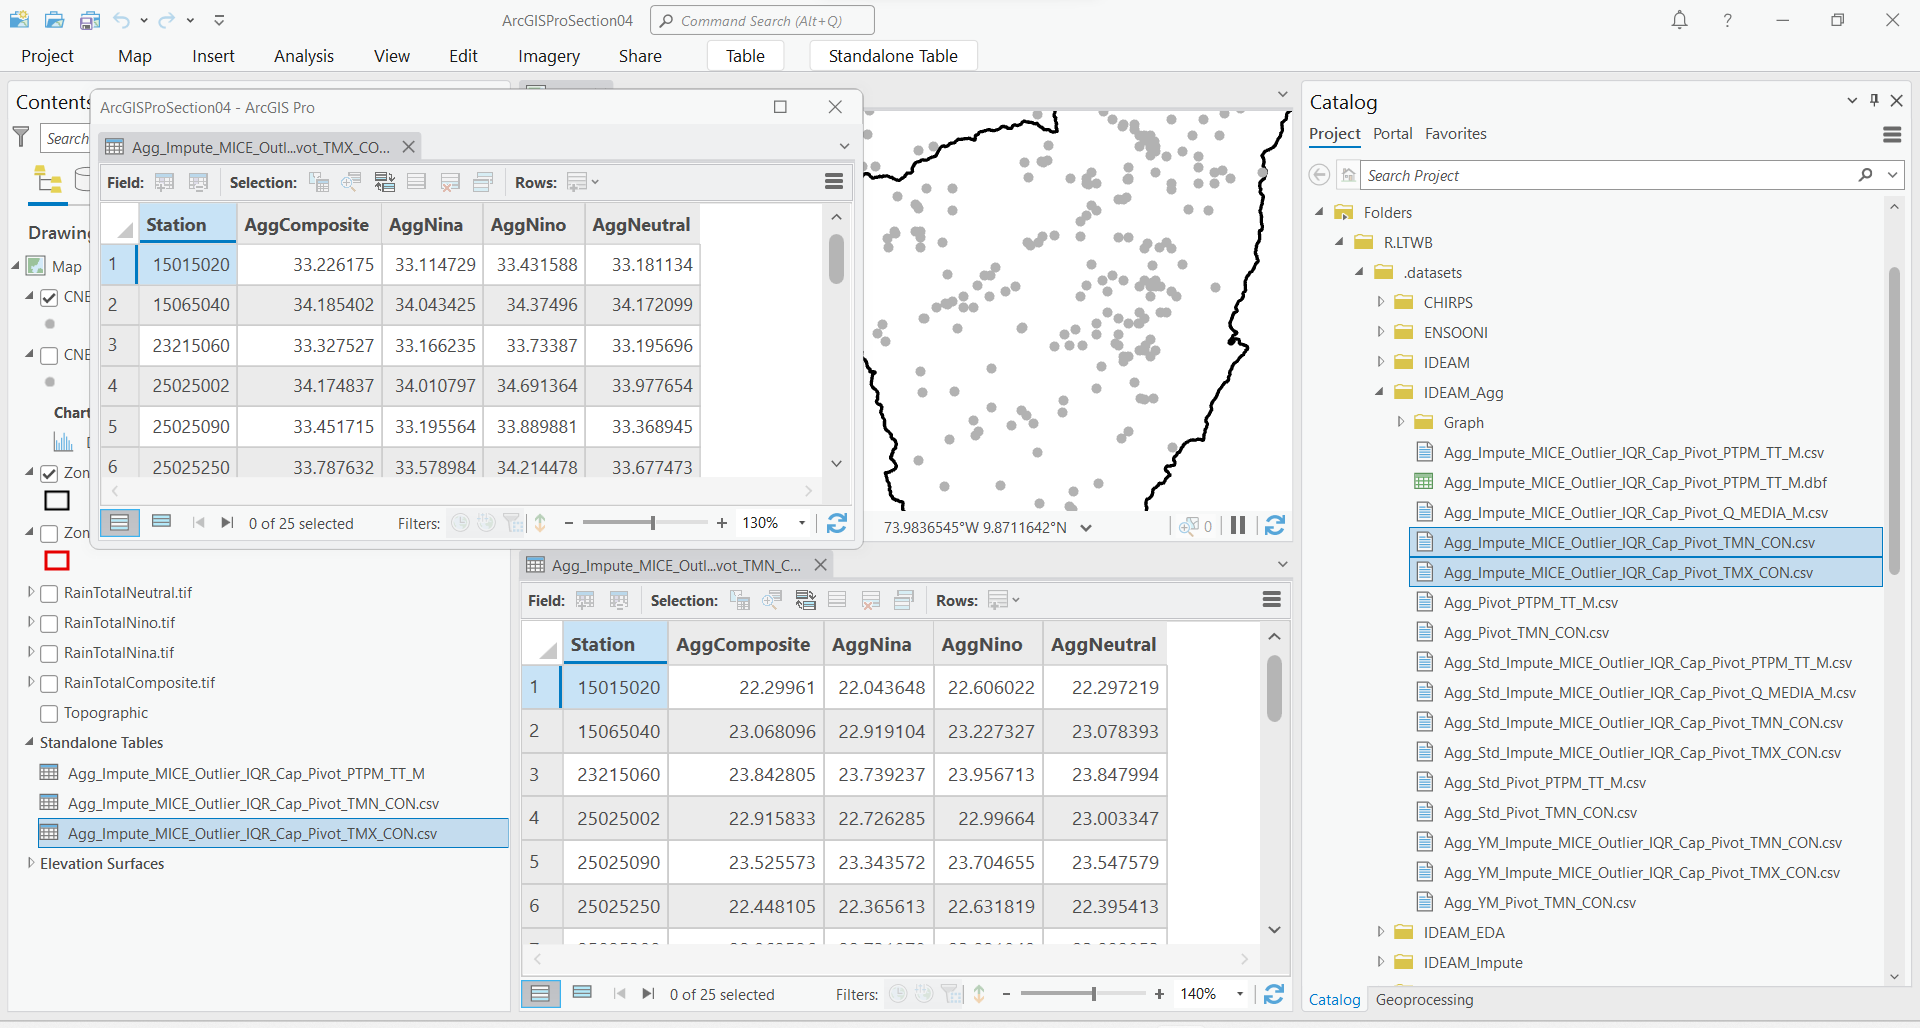 ArcGISProSection04
Command Search (Alt+Q)
?
Project
Map
Insert
Analysis
View
Edit
Imagery
Share
Table
Standalone Table
Contents
Search
Drawing
Map
CNE
CNE
Chart
Zon
Zon
RainTotalNeutral.tif
RainTotalNino.tif
RainTotalNina.tif
RainTotalComposite.tif
Topographic
Standalone Tables
Agg_Impute_MICE_Outlier_IQR_Cap_Pivot_PTPM_TT_M
Agg_Impute_MICE_Outlier_IQR_Cap_Pivot_TMN_CON.csv
Agg_Impute_MICE_Outlier_IQR_Cap_Pivot_TMX_CON.csv
Elevation Surfaces
ArcGISProSection04 - ArcGIS Pro
Agg_Impute_MICE_Outl...vot_TMX_CO...
Field: Selection: Rows:
Station AggComposite AggNina AggNino AggNeutral
1 15015020 33.226175 33.114729 33.431588 33.181134
2 15065040 34.185402 34.043425 34.37496 34.172099
3 23215060 33.327527 33.166235 33.73387 33.195696
4 25025002 34.174837 34.010797 34.691364 33.977654
5 25025090 33.451715 33.195564 33.889881 33.368945
6 25025250 33.787632 33.578984 34.214478 33.677473
0 of 25 selected Filters: 130%
73.9836545°W 9.8711642°N
0
Agg_Impute_MICE_Outl...vot_TMN_C...
Field: Selection: Rows:
Station AggComposite AggNina AggNino AggNeutral
1 15015020 22.29961 22.043648 22.606022 22.297219
2 15065040 23.068096 22.919104 23.227327 23.078393
3 23215060 23.842805 23.739237 23.956713 23.847994
4 25025002 22.915833 22.726285 22.99664 23.003347
5 25025090 23.525573 23.343572 23.704655 23.547579
6 25025250 22.448105 22.365613 22.631819 22.395413
0 of 25 selected Filters: 140%
Catalog
Project Portal Favorites
Search Project
Folders
R.LTWB
.datasets
CHIRPS
ENSOONI
IDEAM
IDEAM_Agg
Graph
Agg_Impute_MICE_Outlier_IQR_Cap_Pivot_PTPM_TT_M.csv
Agg_Impute_MICE_Outlier_IQR_Cap_Pivot_PTPM_TT_M.dbf
Agg_Impute_MICE_Outlier_IQR_Cap_Pivot_Q_MEDIA_M.csv
Agg_Impute_MICE_Outlier_IQR_Cap_Pivot_TMN_CON.csv
Agg_Impute_MICE_Outlier_IQR_Cap_Pivot_TMX_CON.csv
Agg_Pivot_PTPM_TT_M.csv
Agg_Pivot_TMN_CON.csv
Agg_Std_Impute_MICE_Outlier_IQR_Cap_Pivot_PTPM_TT_M.csv
Agg_Std_Impute_MICE_Outlier_IQR_Cap_Pivot_Q_MEDIA_M.csv
Agg_Std_Impute_MICE_Outlier_IQR_Cap_Pivot_TMN_CON.csv
Agg_Std_Impute_MICE_Outlier_IQR_Cap_Pivot_TMX_CON.csv
Agg_Std_Pivot_PTPM_TT_M.csv
Agg_Std_Pivot_TMN_CON.csv
Agg_YM_Impute_MICE_Outlier_IQR_Cap_Pivot_TMN_CON.csv
Agg_YM_Impute_MICE_Outlier_IQR_Cap_Pivot_TMX_CON.csv
Agg_YM_Pivot_TMN_CON.csv
IDEAM_EDA
IDEAM_Impute
Catalog Geoprocessing